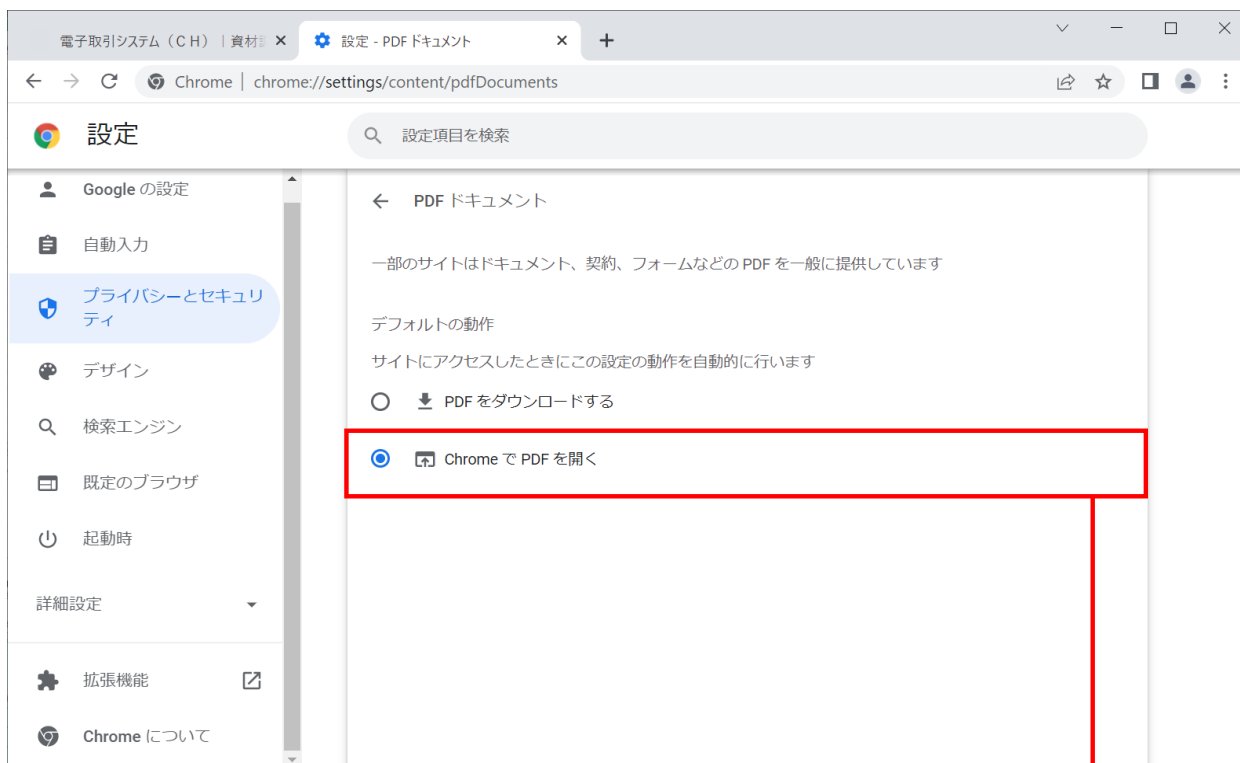 電子取引システム（ＣＨ）｜資材
設定 - PDF ドキュメント
Chrome | chrome://settings/content/pdfDocuments
設定
設定項目を検索
Google の設定
自動入力
プライバシーとセキュリ
ティ
デザイン
検索エンジン
既定のブラウザ
起動時
詳細設定
拡張機能
Chrome について
PDF ドキュメント
一部のサイトはドキュメント、契約、フォームなどの PDF を一般に提供しています
デフォルトの動作
サイトにアクセスしたときにこの設定の動作を自動的に行います
PDF をダウンロードする
Chrome で PDF を開く